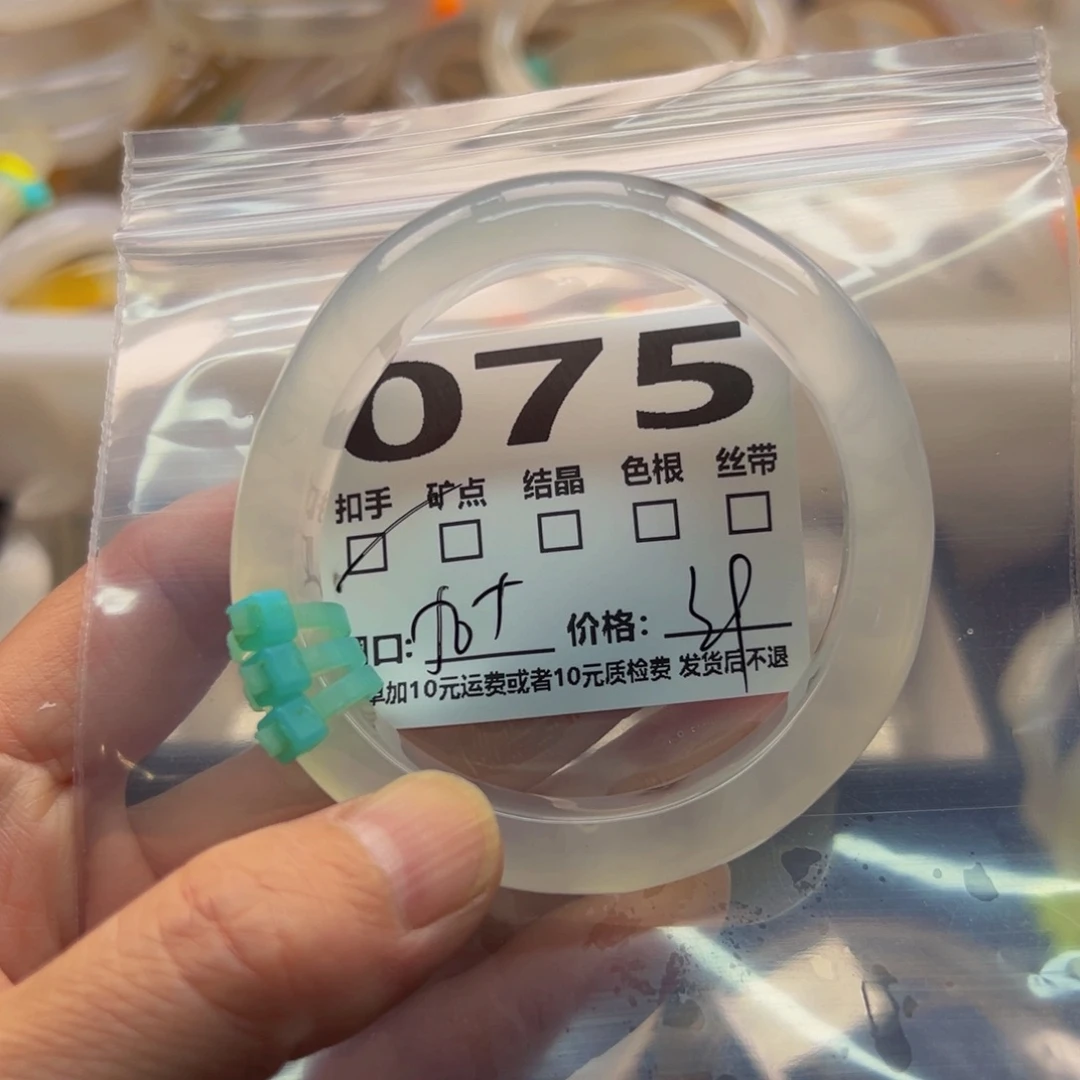 075
扣手 矿点 结晶 色根 丝带
口: 价格:
加10元运费或者10元质检费 发货后不退